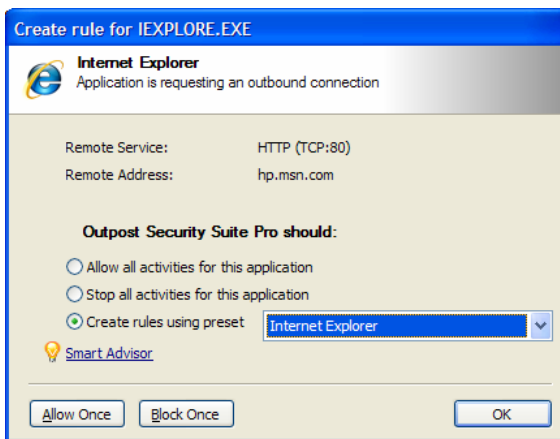 Create rule for IEXPLORE.EXE
Internet Explorer
Application is requesting an outbound connection
Remote Service: HTTP (TCP:80)
Remote Address: hp.msn.com
Outpost Security Suite Pro should:
Allow all activities for this application
Stop all activities for this application
Create rules using preset Internet Explorer
Smart Advisor
Allow Once Block Once OK